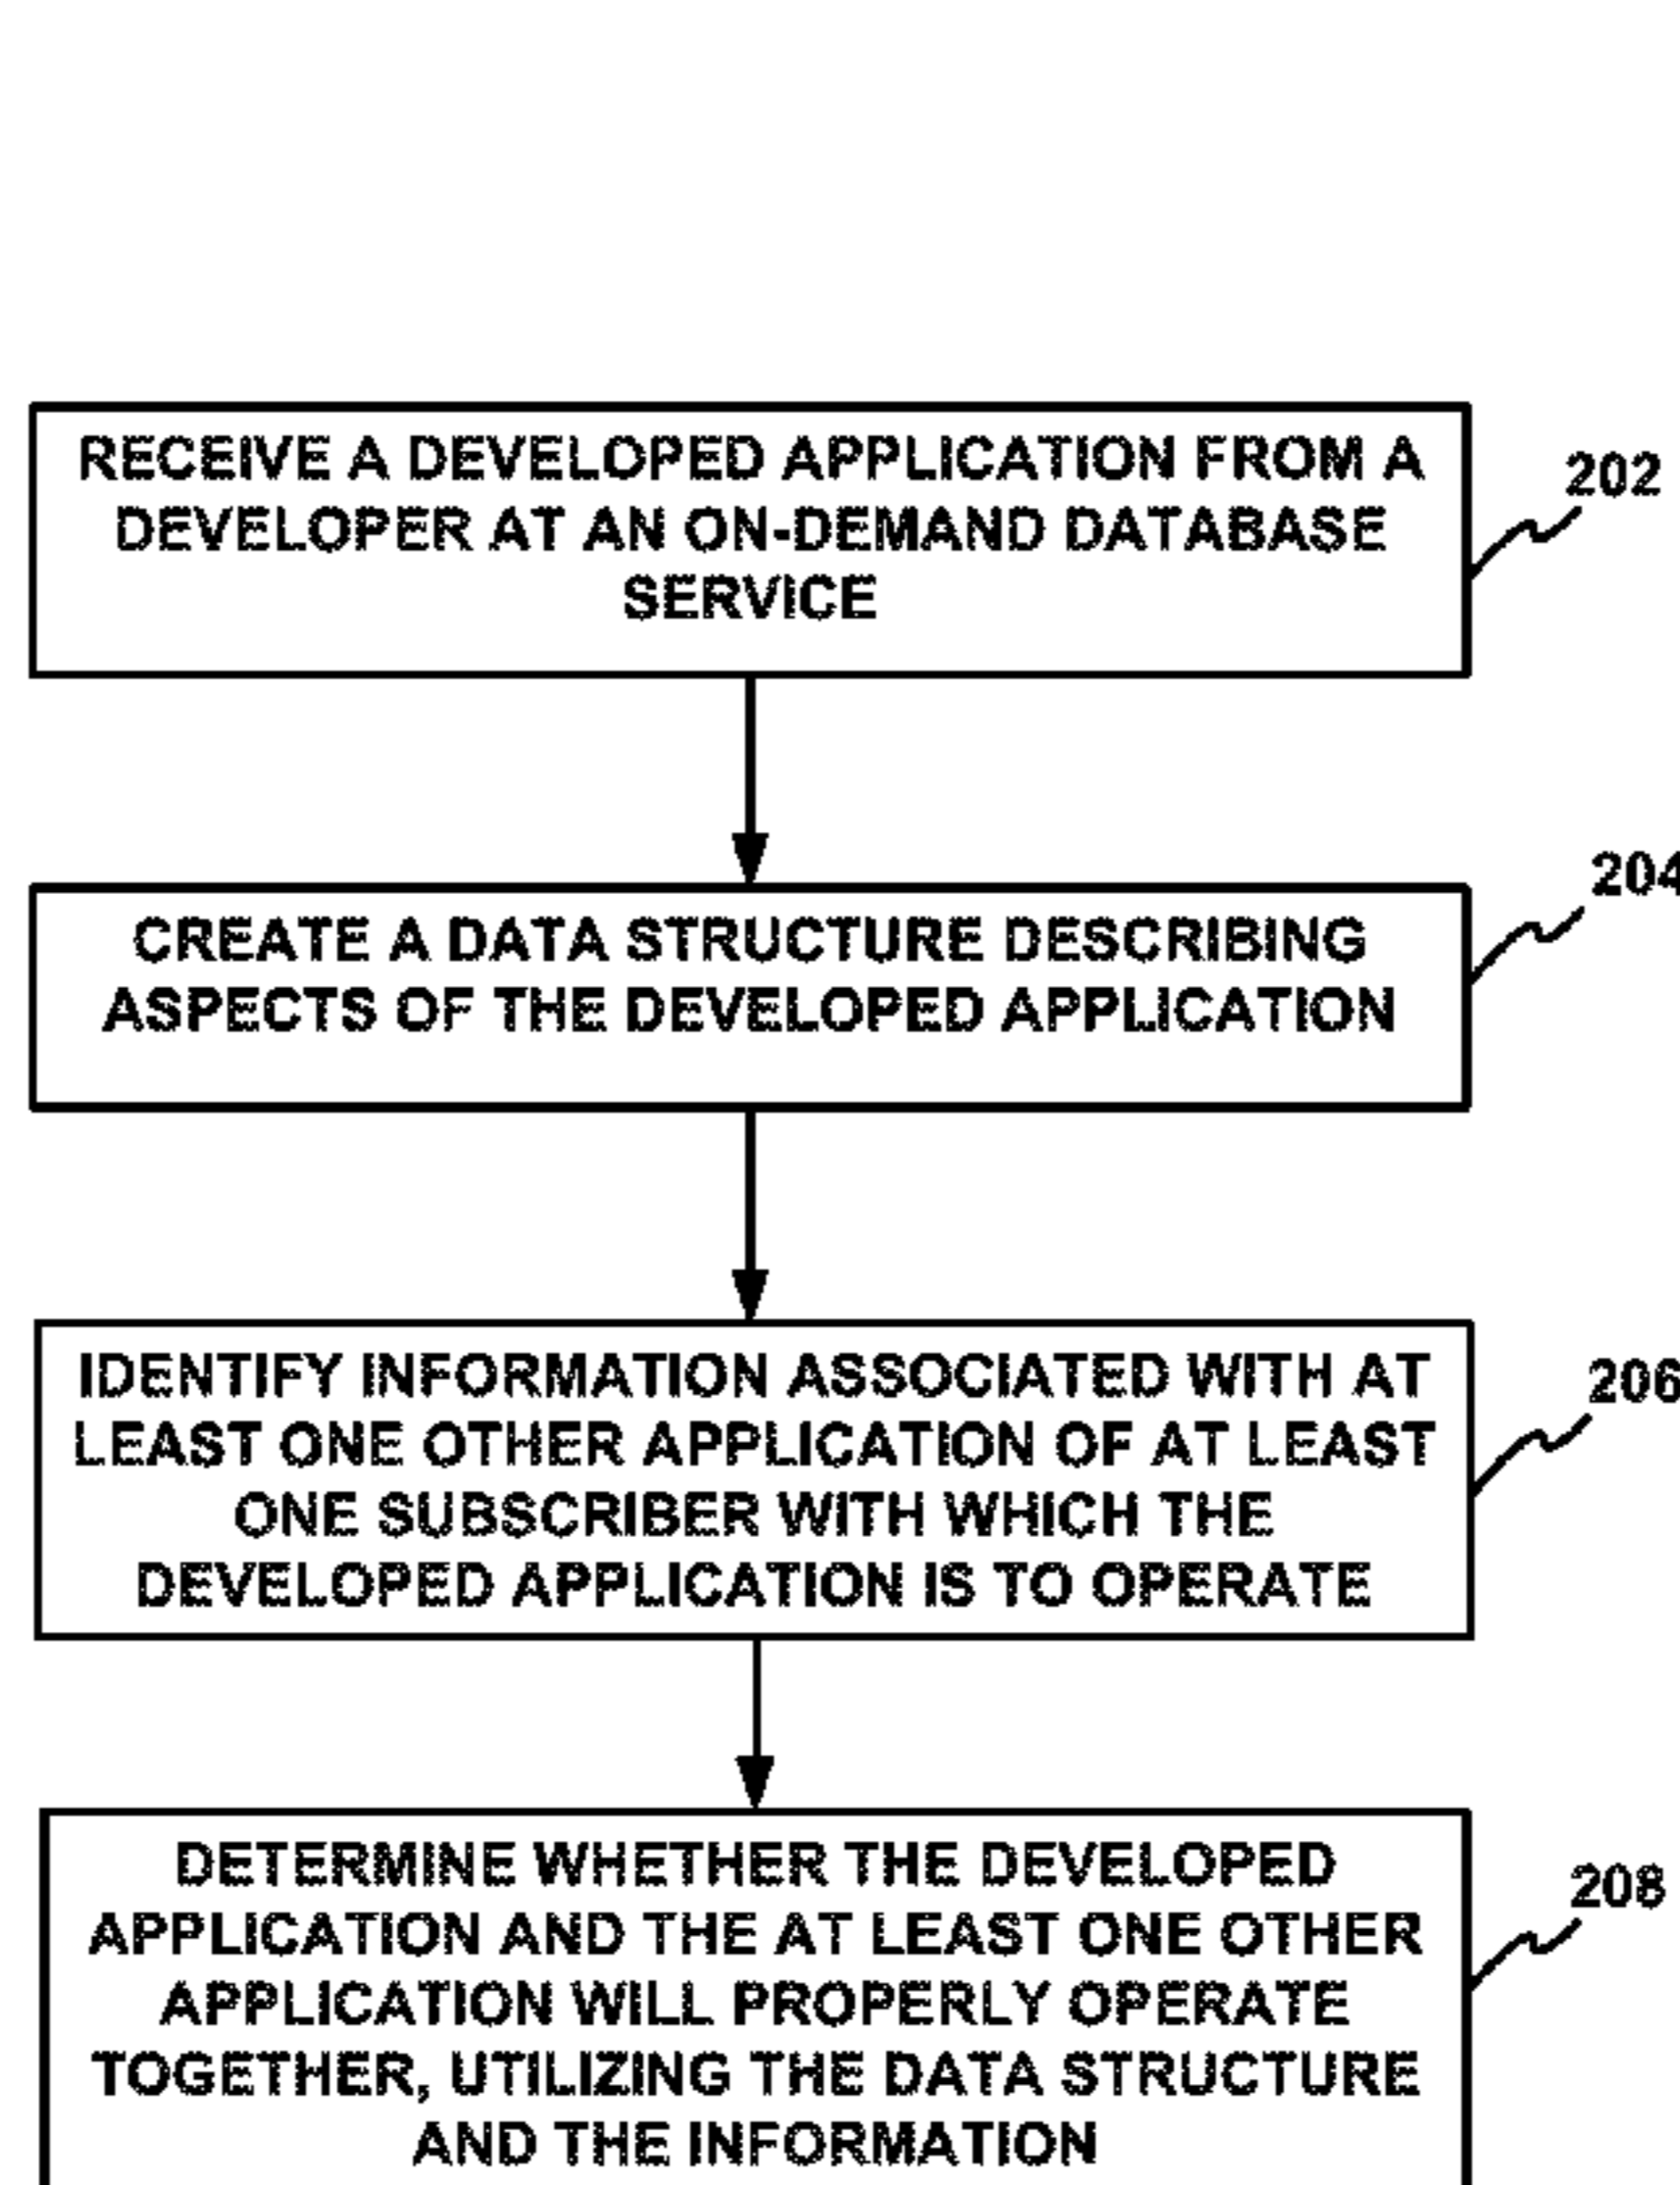 RECEIVE A DEVELOPED APPLICATION FROM A
DEVELOPER AT AN ON-DEMAND DATABASE
SERVICE
202
CREATE A DATA STRUCTURE DESCRIBING
ASPECTS OF THE DEVELOPED APPLICATION
204
IDENTIFY INFORMATION ASSOCIATED WITH AT
LEAST ONE OTHER APPLICATION OF AT LEAST
ONE SUBSCRIBER WITH WHICH THE
DEVELOPED APPLICATION IS TO OPERATE
206
DETERMINE WHETHER THE DEVELOPED
APPLICATION AND THE AT LEAST ONE OTHER
APPLICATION WILL PROPERLY OPERATE
TOGETHER, UTILIZING THE DATA STRUCTURE
AND THE INFORMATION
208